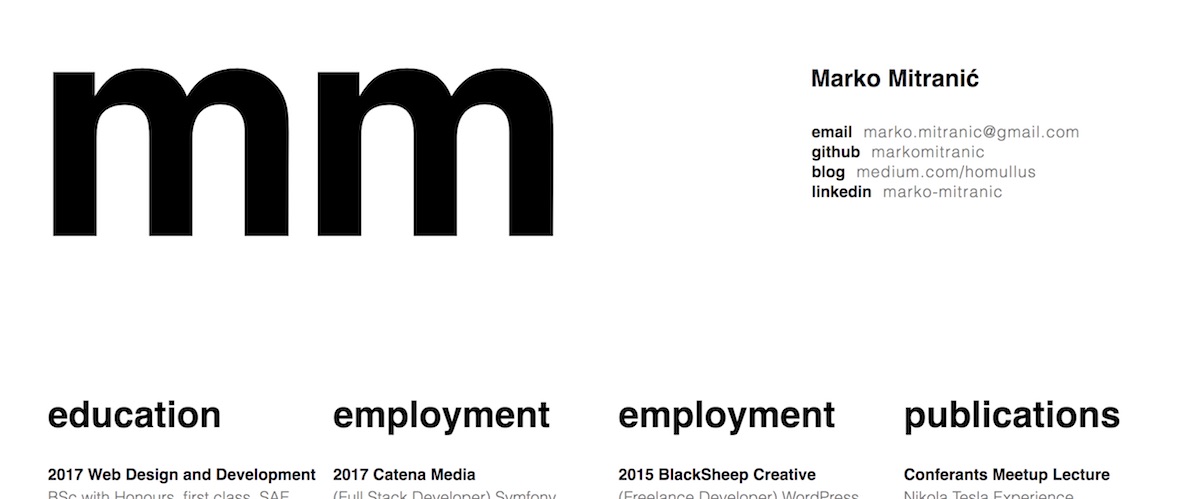 mm
Marko Mitranić
email marko.mitranic@gmail.com
github markomitranic
blog medium.com/homullus
linkedin marko-mitranic
education
2017 Web Design and Development
BSc with Honours, first class, SAE
employment
2017 Catena Media
(Full Stack Developer) Symfony
employment
2015 BlackSheep Creative
(Freelance Developer) WordPress
publications
Conferants Meetup Lecture
Nikola Tesla Experience